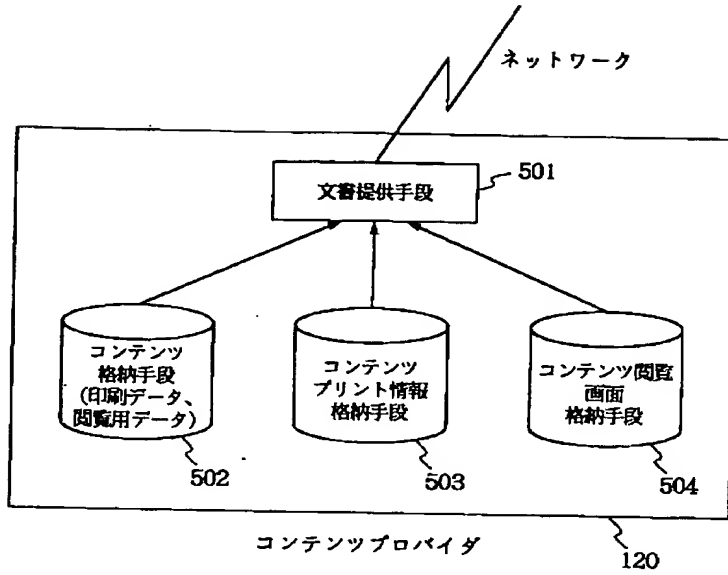 ネットワーク
文書提供手段
501
コンテンツ
格納手段
(印刷データ、
閲覧用データ)
502
コンテンツ
プリント情報
格納手段
503
コンテンツ閲覧
画面
格納手段
504
コンテンツプロバイダ
120